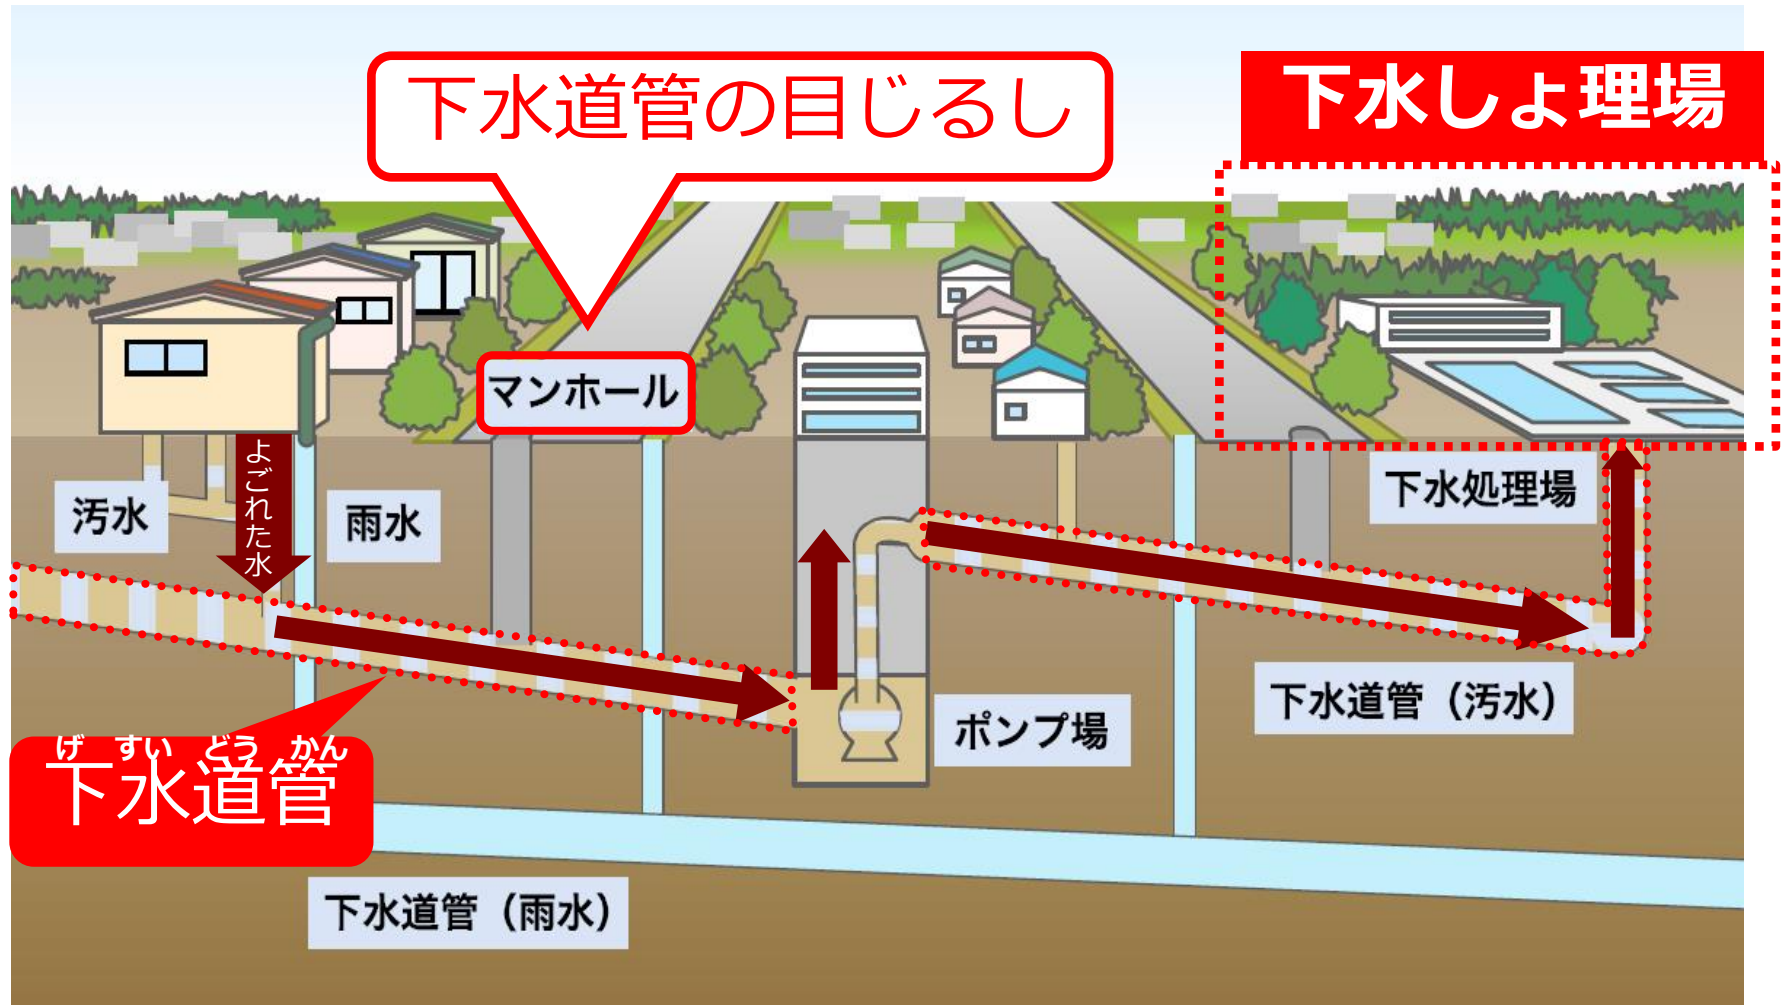 下水道管の目じるし
下水しょ理場
マンホール
よごれた水
汚水
雨水
下水処理場
下水道管（汚水）
ポンプ場
げ すい どう かん
下水道管
下水道管（雨水）